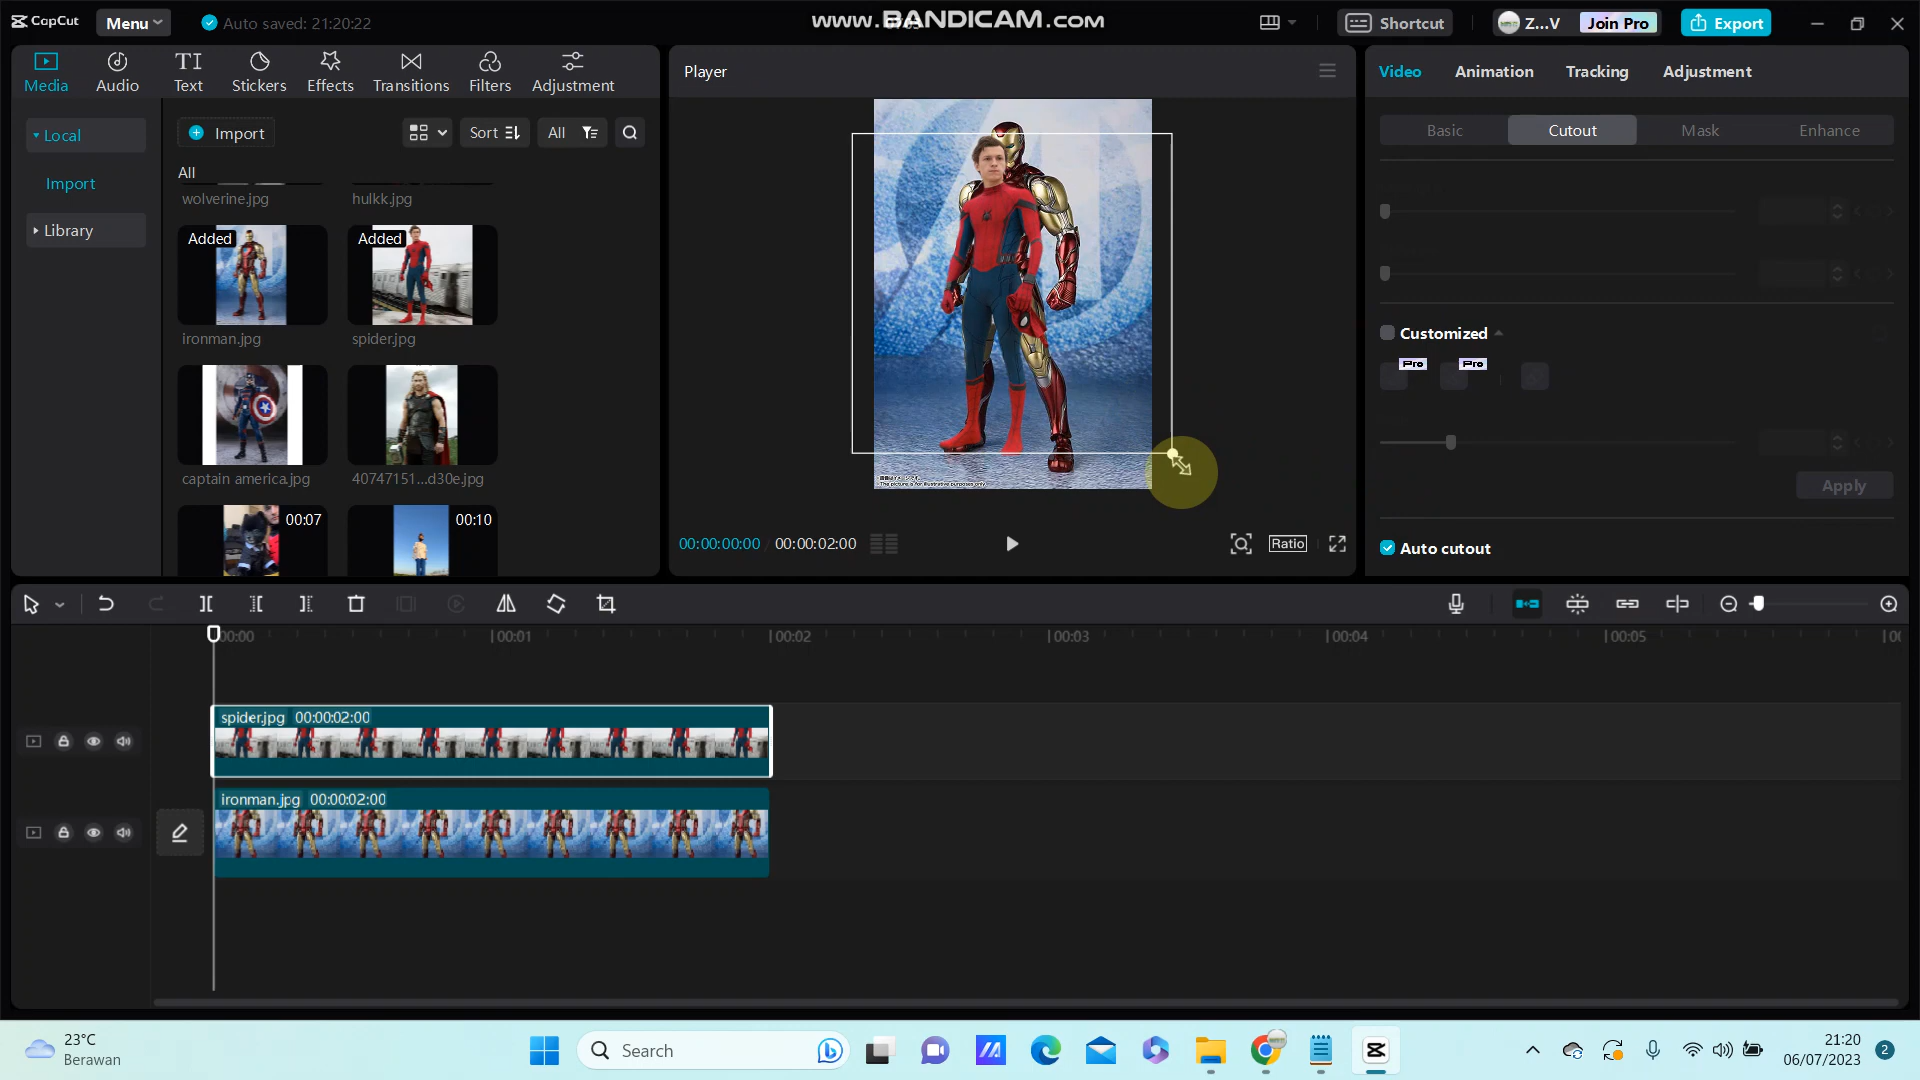 CapCut
Menu
Auto saved: 21:20:22
www.BANDICAM.com
Shortcut
Z...V
Join Pro
Export
Media
Audio
Text
Stickers
Effects
Transitions
Filters
Adjustment
Player
Video
Animation
Tracking
Adjustment
Local
Import
Library
Import
Sort
All
All
wolverine.jpg
hulkk.jpg
Added
Added
ironman.jpg
spider.jpg
captain america.jpg
40747151...d30e.jpg
00:07
00:10
Basic
Cutout
Mask
Enhance
Customized
Pro
Pro
Apply
Auto cutout
00:00:00:00
00:00:02:00
Ratio
00:00
00:01
00:02
00:03
00:04
00:05
spider.jpg 00:00:02:00
ironman.jpg 00:00:02:00
23°C
Berawan
Search
21:20
06/07/2023
2